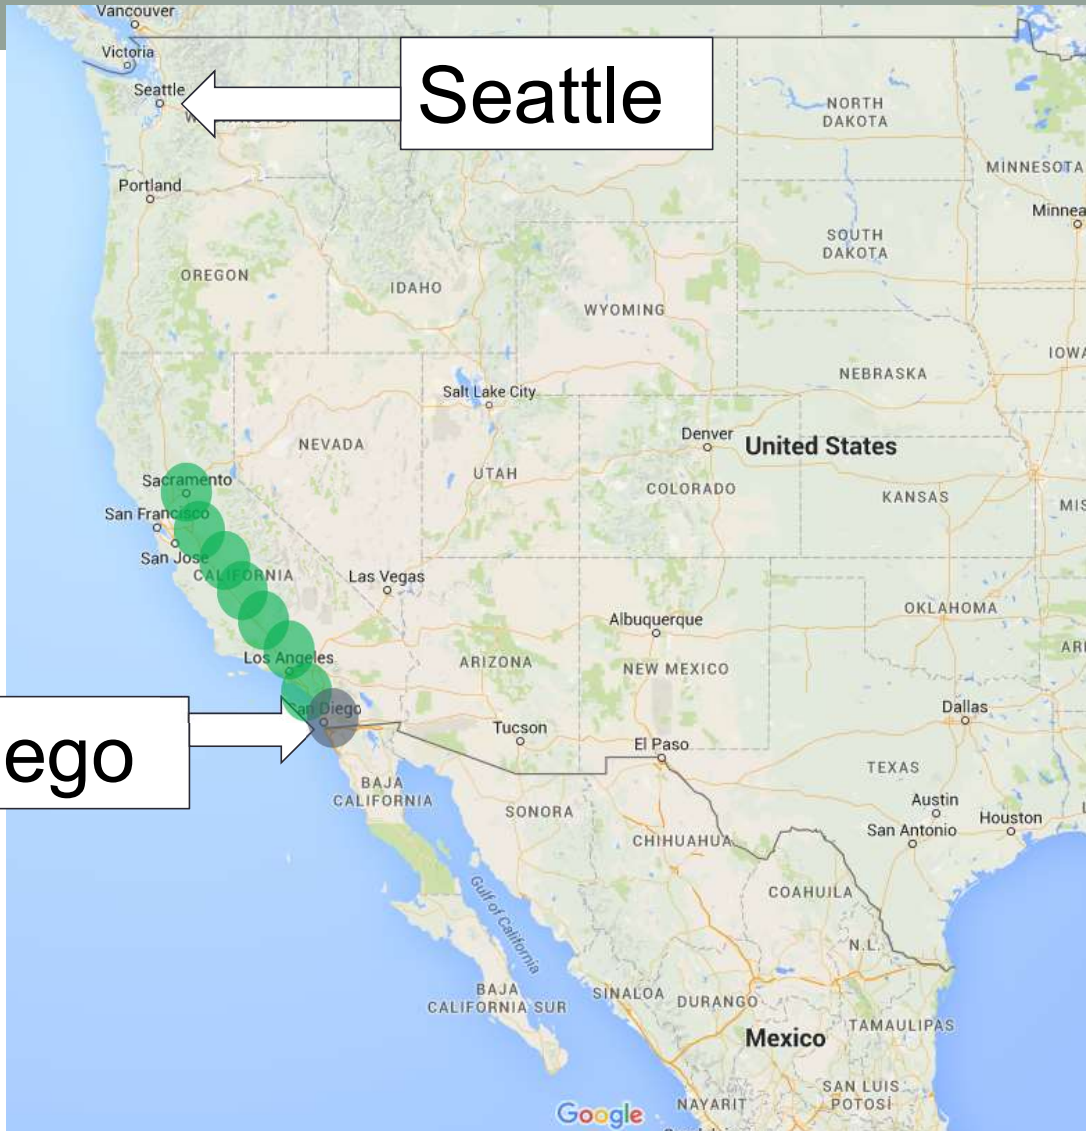 Vancouver
Victoria
Seattle
Seattle
NORTH
DAKOTA
MINNESOTA
Portland
Minnea
SOUTH
DAKOTA
OREGON
IDAHO
WYOMING
IOWA
NEBRASKA
Salt Lake City
NEVADA
Denver
United States
UTAH
Sacramento
COLORADO
KANSAS
MIS
San Francisco
San Jose
CALIFORNIA
Las Vegas
OKLAHOMA
Albuquerque
Los Angeles
ARIZONA
NEW MEXICO
San Diego
Dallas
ego
Tucson
El Paso
TEXAS
BAJA
CALIFORNIA
SONORA
Austin
Houston
San Antonio
CHIHUAHUA
COAHUILA
Gulf of California
N.L.
BAJA
CALIFORNIA SUR
SINALOA
DURANGO
TAMAULIPAS
Mexico
SAN LUIS
POTOSÍ
Google
NAYARIT